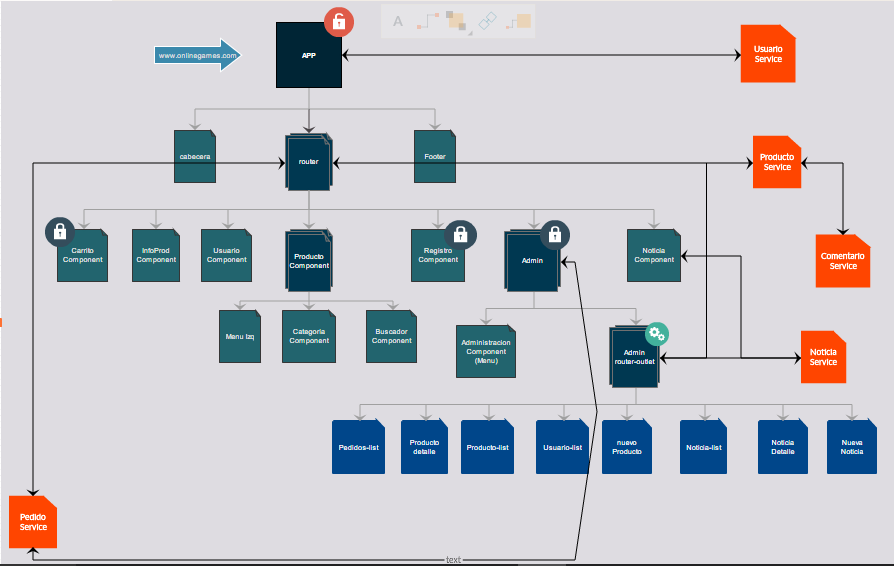 A
www.onlinegames.com
APP
Usuario
Service
cabecera
router
Footer
Producto
Service
Carrito
Component
InfoProd
Component
Usuario
Component
Producto
Component
Registro
Component
Admin
Noticia
Component
Comentario
Service
Menu Izq
Categoria
Component
Buscador
Component
Administracion
Component
(Menu)
Admin
router-outlet
Noticia
Service
Pedidos-list
Producto
detalle
Producto-list
Usuario-list
nuevo
Producto
Noticia-list
Noticia
Detalle
Nueva
Noticia
Pedido
Service
text